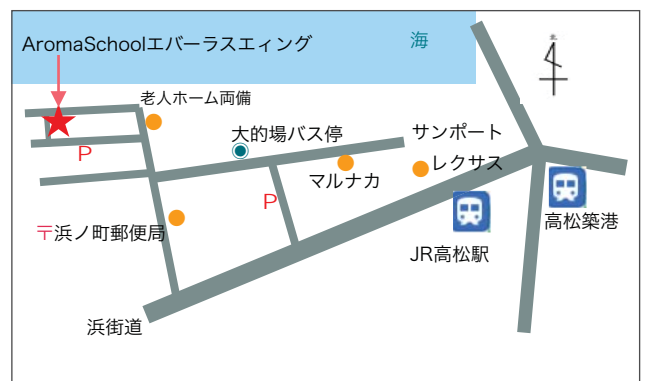 AromaSchoolエバーラスエィング
海
北
老人ホーム両備
大的場バス停
サンポート
P
マルナカ
レクサス
P
高松築港
〒浜ノ町郵便局
JR高松駅
浜街道